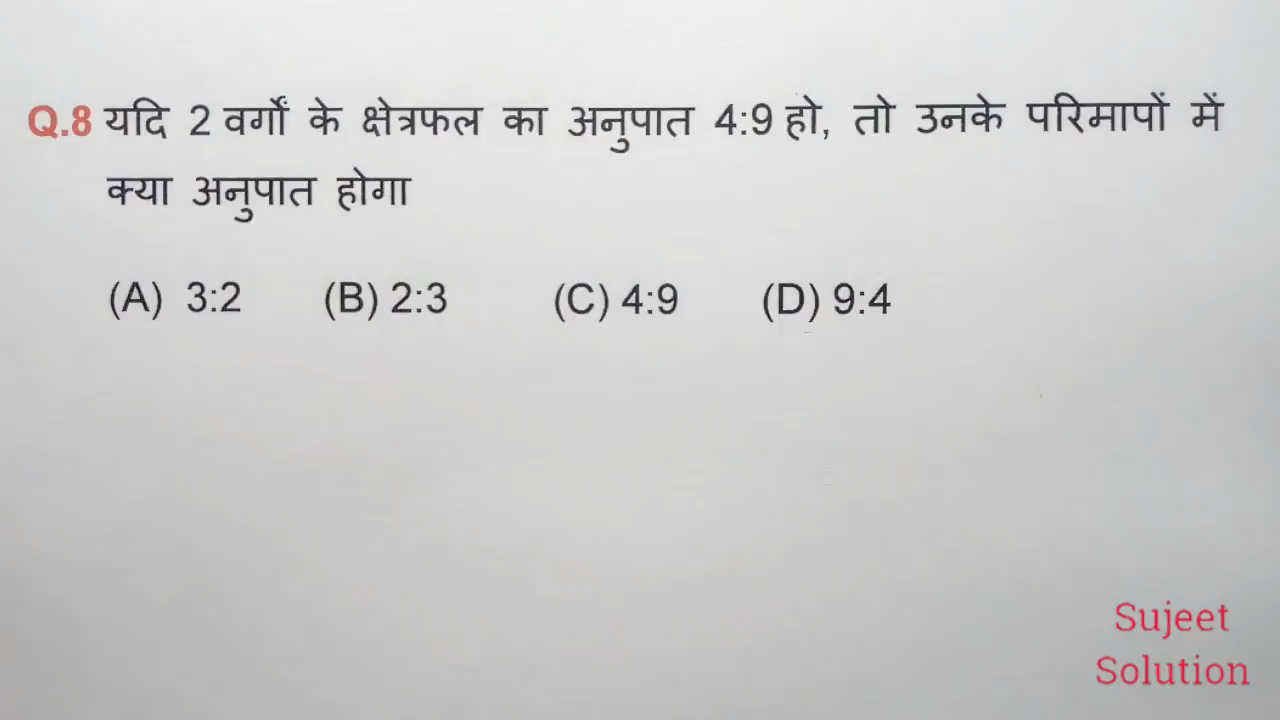 Q.8 यदि 2 वर्गों के क्षेत्रफल का अनुपात 4:9 हो, तो उनके परिमापों में
क्या अनुपात होगा
(A) 3:2 (B) 2:3 (C) 4:9 (D) 9:4
Sujeet
Solution